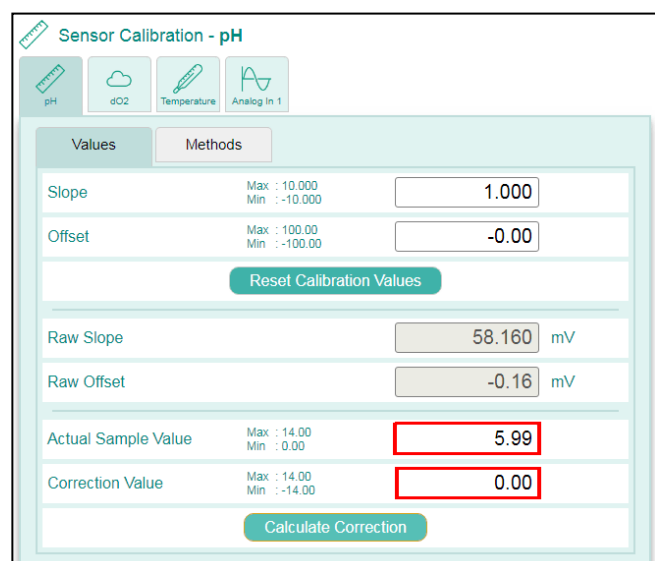 Sensor Calibration - pH
pH dO2 Temperature Analog In 1
Values Methods
Slope Max : 10.000 1.000
Min : -10.000
Offset Max : 100.00 -0.00
Min : -100.00
Reset Calibration Values
Raw Slope 58.160 mV
Raw Offset -0.16 mV
Actual Sample Value Max : 14.00 5.99
Min : 0.00
Correction Value Max : 14.00 0.00
Min : -14.00
Calculate Correction